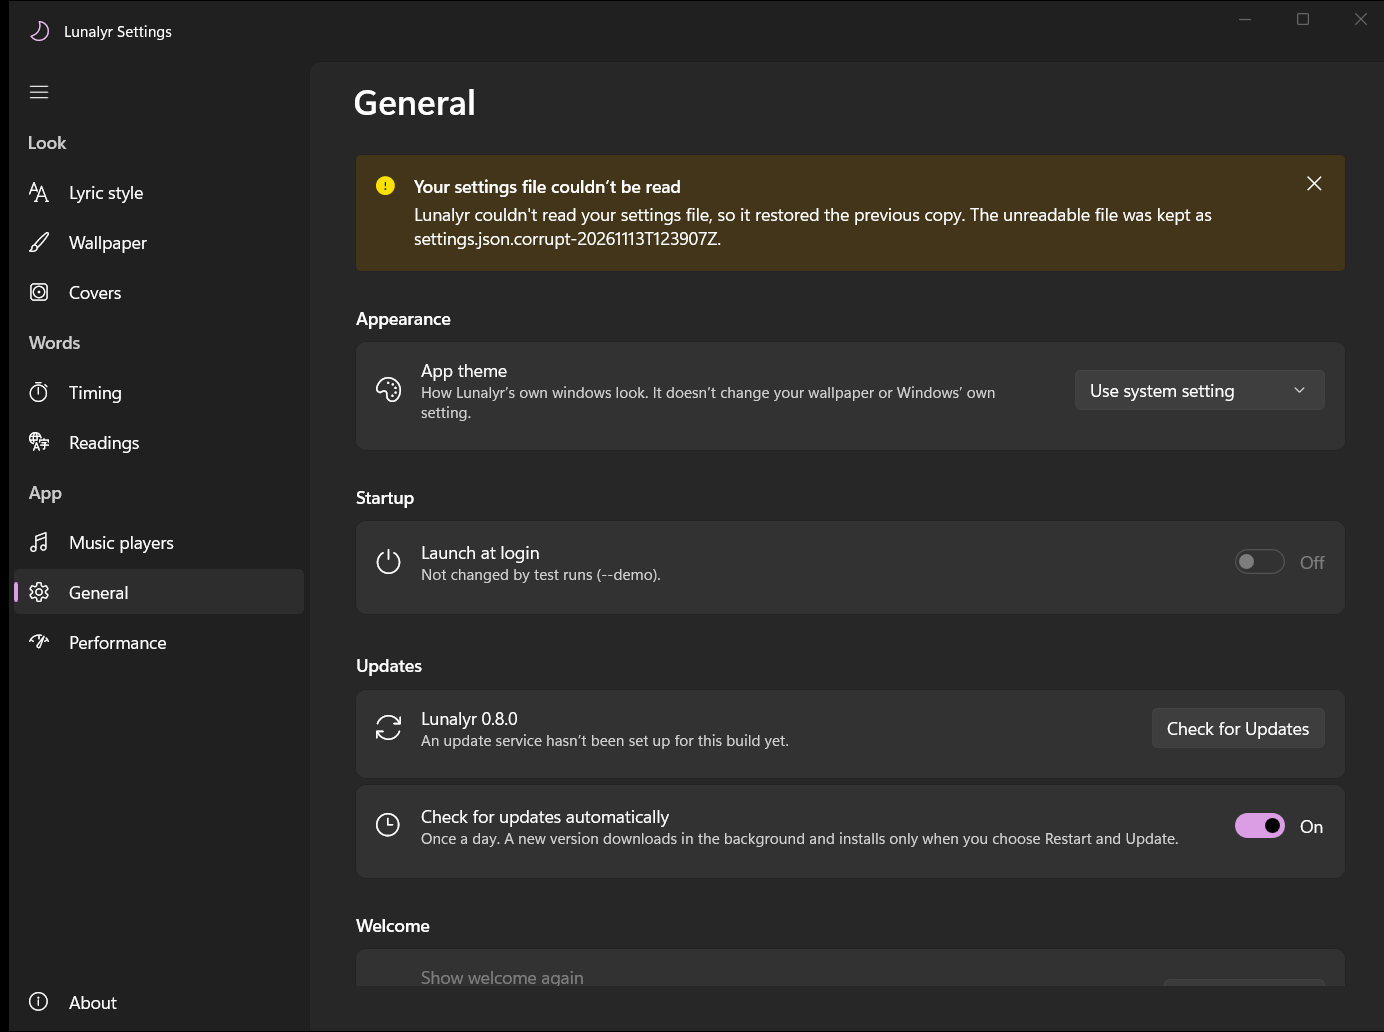 Lunalyr Settings
Look
Lyric style
Wallpaper
Covers
Words
Timing
Readings
App
Music players
General
Performance
About
General
Your settings file couldn’t be read
Lunalyr couldn't read your settings file, so it restored the previous copy. The unreadable file was kept as
settings.json.corrupt-20261113T123907Z.
Appearance
App theme
How Lunalyr’s own windows look. It doesn’t change your wallpaper or Windows’ own
setting.
Use system setting
Startup
Launch at login
Not changed by test runs (--demo).
Off
Updates
Lunalyr 0.8.0
An update service hasn’t been set up for this build yet.
Check for Updates
Check for updates automatically
Once a day. A new version downloads in the background and installs only when you choose Restart and Update.
On
Welcome
Show welcome again